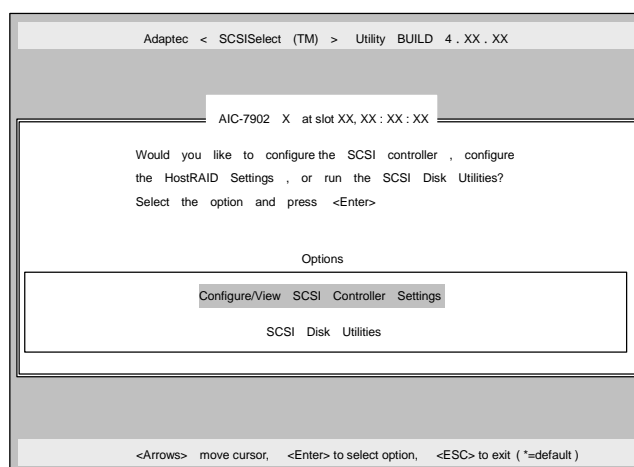 Adaptec < SCSISelect (TM) > Utility BUILD 4 . XX . XX
AIC-7902 X at slot XX, XX : XX : XX
Would you like to configure the SCSI controller , configure
the HostRAID Settings , or run the SCSI Disk Utilities?
Select the option and press <Enter>
Options
Configure/View SCSI Controller Settings
SCSI Disk Utilities
<Arrows> move cursor, <Enter> to select option, <ESC> to exit ( *=default )